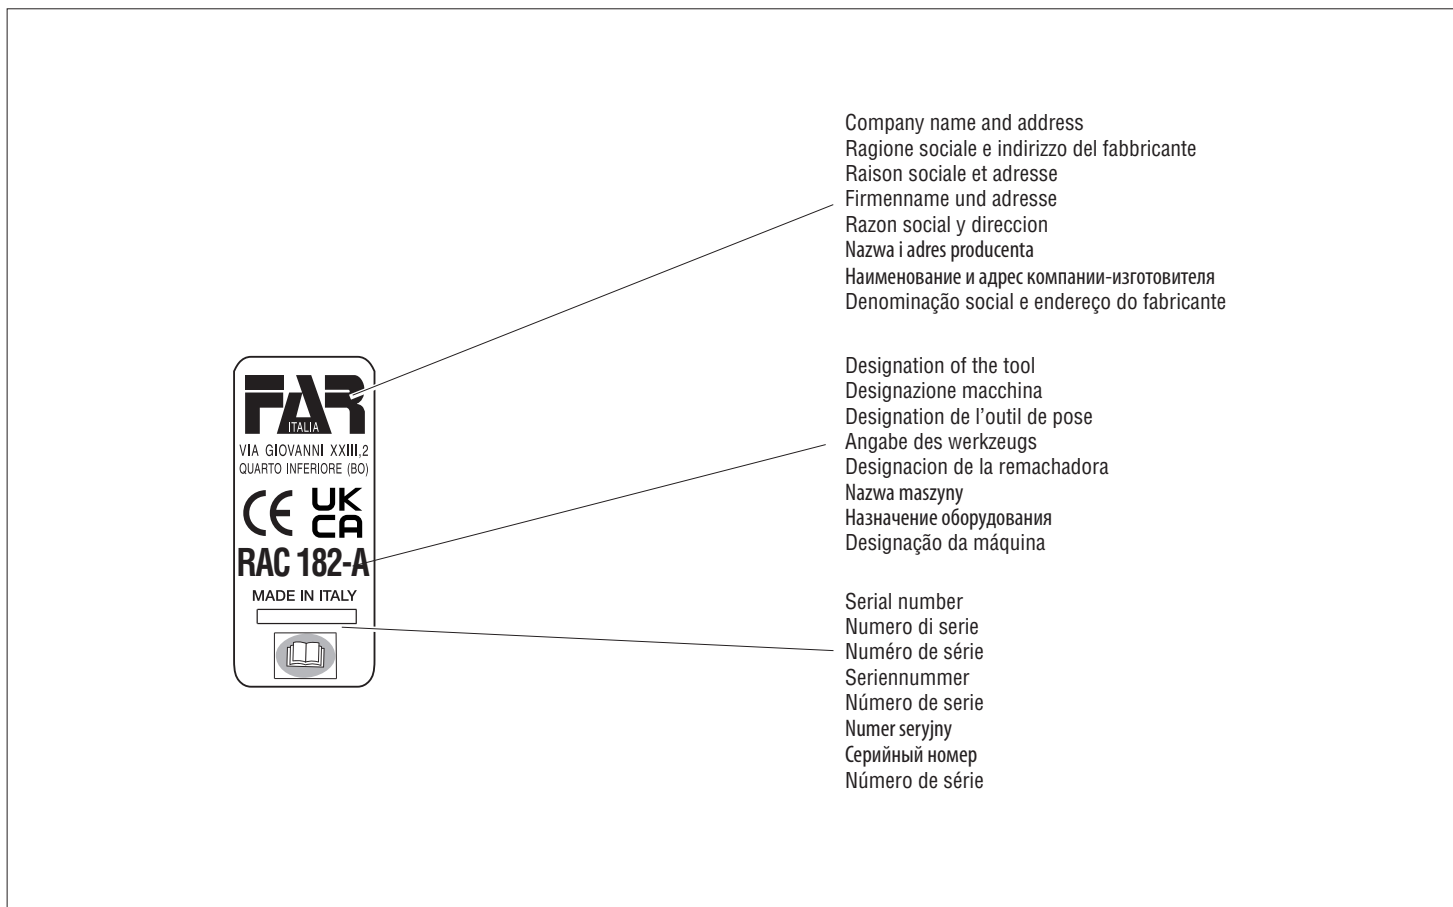 Company name and address
Ragione sociale e indirizzo del fabbricante
Raison sociale et adresse
Firmenname und adresse
Razon social y direccion
Nazwa i adres producenta
Наименование и адрес компании-изготовителя
Denominação social e endereço do fabricante
FAR
ITALIA
VIA GIOVANNI XXIII,2
QUARTO INFERIORE (BO)
CE UK
CA
RAC 182-A
MADE IN ITALY
Designation of the tool
Designazione macchina
Designation de l’outil de pose
Angabe des werkzeugs
Designacion de la remachadora
Nazwa maszyny
Назначение оборудования
Designação da máquina
Serial number
Numero di serie
Numéro de série
Seriennummer
Número de serie
Numer seryjny
Серийный номер
Número de série